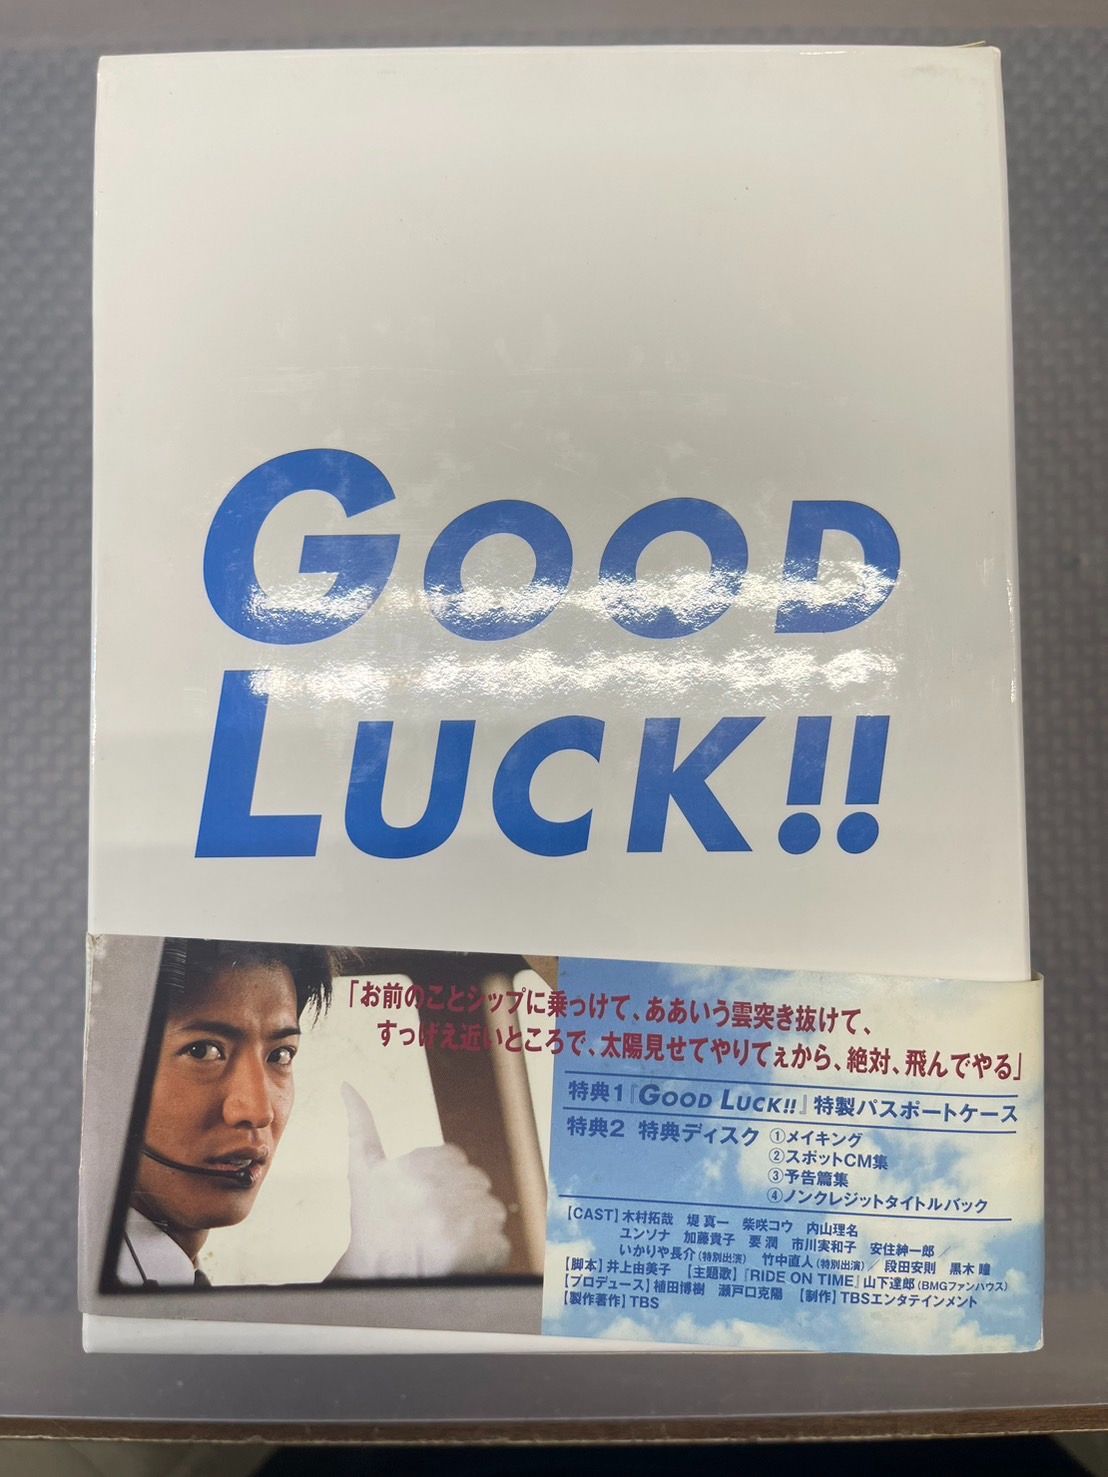 GOOD
LUCK!!
「お前のことシップに乗っけて、ああいう雲突き抜けて、
すっげえ近いところで、太陽見せてやりてぇから、絶対、飛んでやる」
特典1『GOOD LUCK!!』特製パスポートケース
特典2 特典ディスク ①メイキング
②スポットCM集
③予告篇集
④ノンクレジットタイトルバック
【CAST】木村拓哉 堤 真一 柴咲コウ 内山理名
ユンソナ 加藤貴子 要 潤 市川実和子 安住紳一郎／
いかりや長介(特別出演) 竹中直人(特別出演)／段田安則 黒木 瞳
【脚本】井上由美子 【主題歌】『RIDE ON TIME』山下達郎(BMGファンハウス)
【プロデュース】植田博樹 瀬戸口克陽 【制作】TBSエンタテインメント
【製作著作】TBS